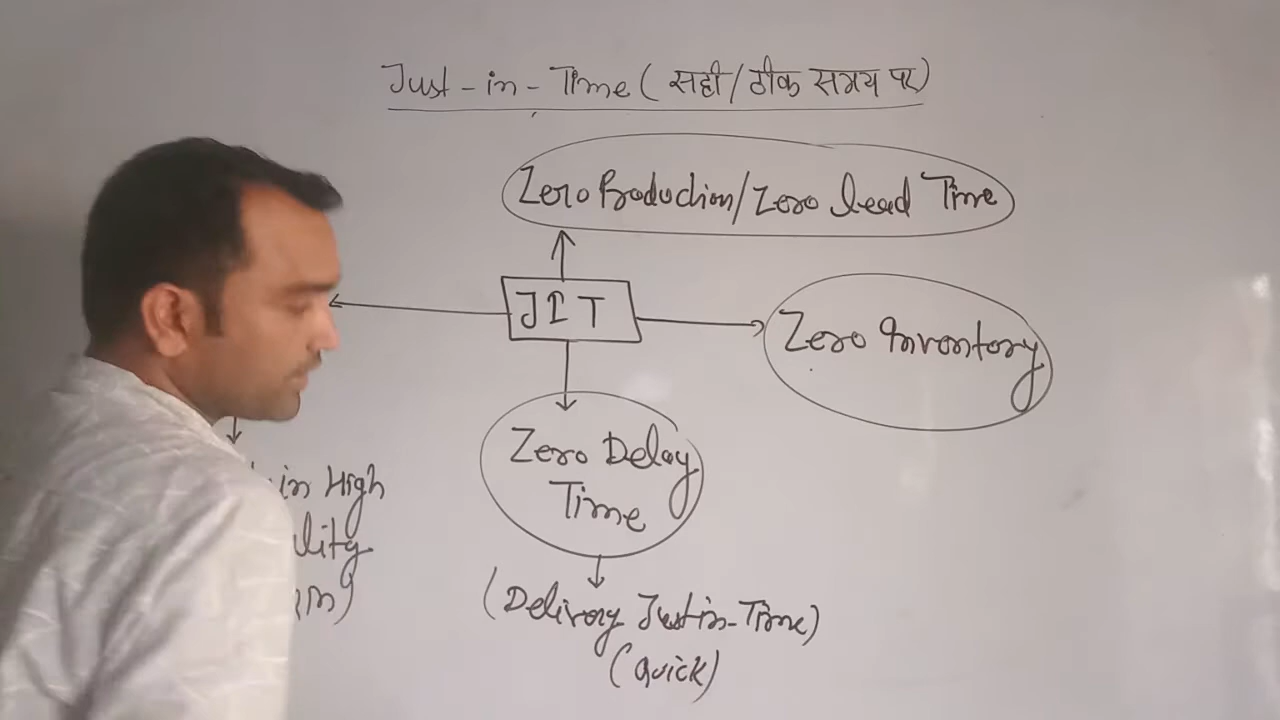 Just-in-Time (सही/ठीक समय पर)
Zero Production/Zero lead Time
JIT
Zero Inventory
Zero Delay
Time
in High
(Delivery Just in-Time)
(Quick)